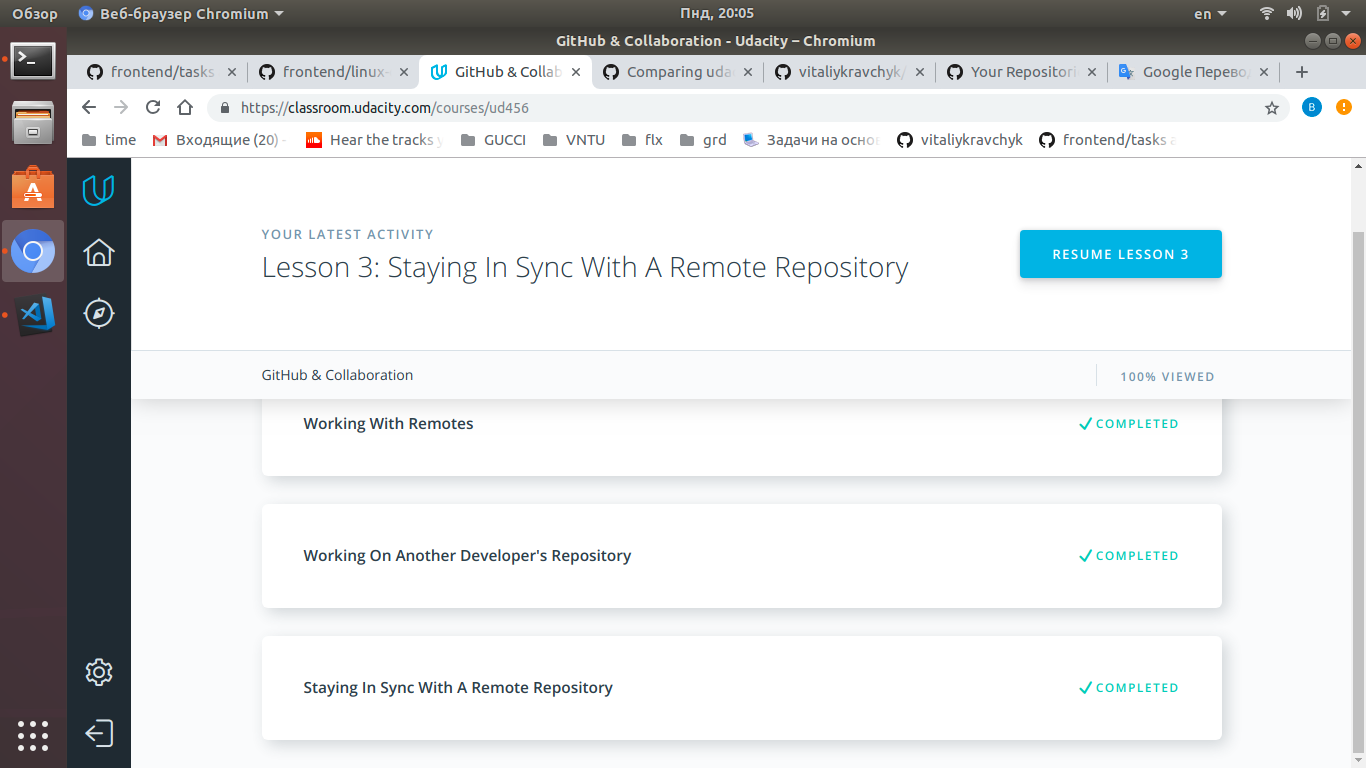 Обзор Веб-браузер Chromium Пнд, 20:05 en
GitHub & Collaboration - Udacity – Chromium
frontend/tasks frontend/linux- GitHub & Collab Comparing uda vitaliykravchyk/ Your Repositori Google Перево
https://classroom.udacity.com/courses/ud456 B
time Входящие (20) - Hear the tracks y GUCCI VNTU flx grd Задачи на осно vitaliykravchyk frontend/tasks a
YOUR LATEST ACTIVITY
Lesson 3: Staying In Sync With A Remote Repository
RESUME LESSON 3
GitHub & Collaboration 100% VIEWED
Working With Remotes COMPLETED
Working On Another Developer's Repository COMPLETED
Staying In Sync With A Remote Repository COMPLETED